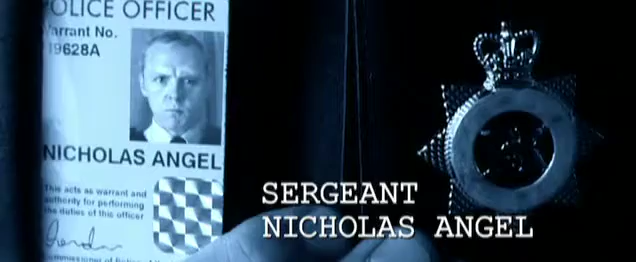 POLICE OFFICER
Warrant No.
19628A
NICHOLAS ANGEL
This acts as warrant and
authority for performing
the duties of this officer
SERGEANT
NICHOLAS ANGEL